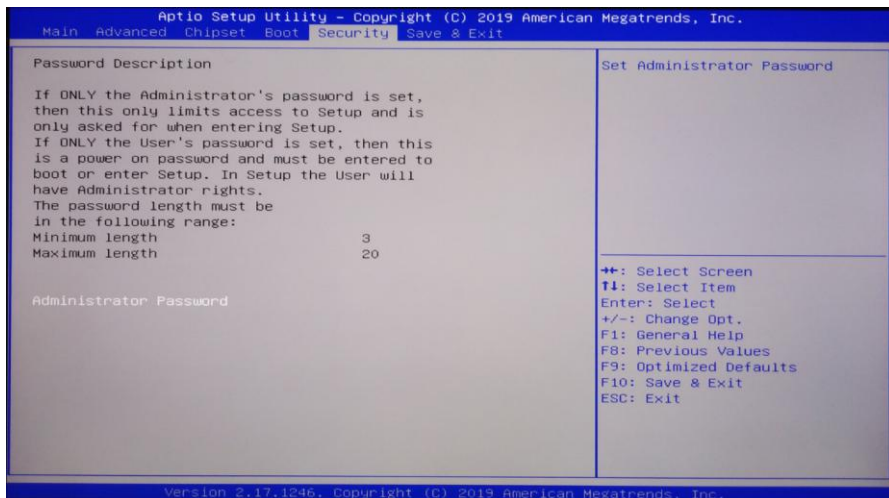 Aptio Setup Utility – Copyright (C) 2019 American Megatrends, Inc.
Main Advanced Chipset Boot Security Save & Exit
Password Description
If ONLY the Administrator's password is set,
then this only limits access to Setup and is
only asked for when entering Setup.
If ONLY the User's password is set, then this
is a power on password and must be entered to
boot or enter Setup. In Setup the User will
have Administrator rights.
The password length must be
in the following range:
Minimum length 3
Maximum length 20
Administrator Password
Set Administrator Password
→←: Select Screen
↑↓: Select Item
Enter: Select
+/-: Change Opt.
F1: General Help
F8: Previous Values
F9: Optimized Defaults
F10: Save & Exit
ESC: Exit
Version 2.17.1246. Copyright (C) 2019 American Megatrends, Inc.